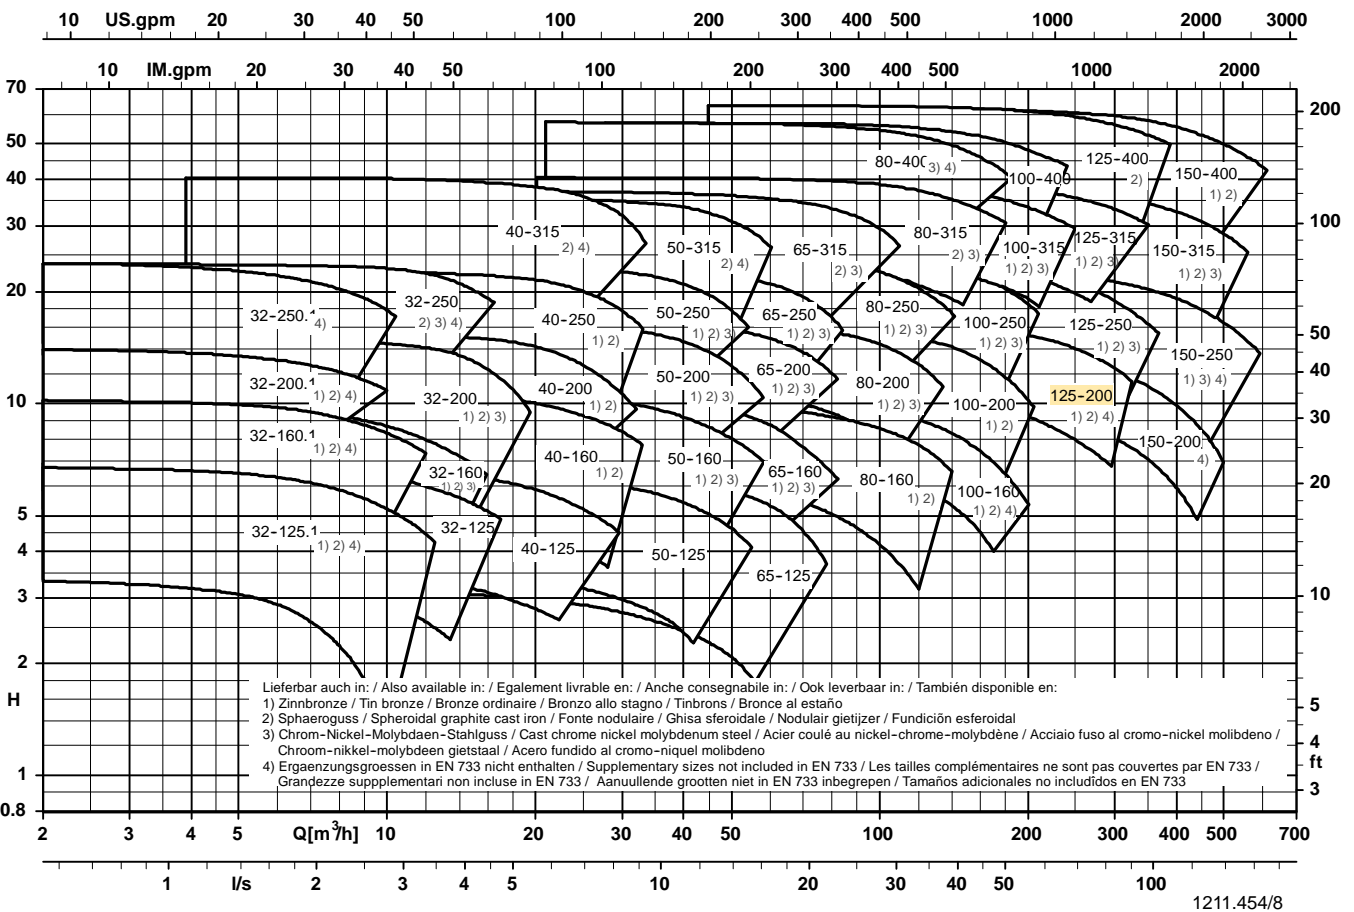 10 US.gpm 20 30 40 50 100 200 300 400 500 1000 2000 3000
10 IM.gpm 20 30 40 50 100 200 300 400 500 1000 2000
70
50
40
30
20
10
5
4
3
2
H
1
0.8
200
100
50
40
30
20
10
5
4
ft
3
80-400 3) 4)
100-400
125-400
2)
150-400
1) 2)
40-315
2) 4)
50-315
2) 4)
65-315
2) 3)
80-315
2) 3)
100-315
1) 2) 3)
125-315
1) 2) 3)
150-315
1) 2) 3)
32-250.1
4)
32-250
2) 3) 4)
40-250
1) 2)
50-250
1) 2) 3)
65-250
1) 2) 3)
80-250
1) 2) 3)
100-250
1) 2) 3)
125-250
1) 2) 3)
150-250
1) 3) 4)
32-200.1
1) 2) 4)
32-200
1) 2) 3)
40-200
1) 2)
50-200
1) 2) 3)
65-200
1) 2) 3)
80-200
1) 2) 3)
100-200
1) 2)
125-200
1) 2) 4)
150-200
4)
32-160.1
1) 2) 4)
32-160
1) 2) 3)
40-160
1) 2)
50-160
1) 2) 3)
65-160
1) 2) 3)
80-160
1) 2)
100-160
1) 2) 4)
32-125.1
1) 2) 4)
32-125
40-125
50-125
65-125
Lieferbar auch in: / Also available in: / Egalement livrable en: / Anche consegnabile in: / Ook leverbaar in: / También disponible en:
1) Zinnbronze / Tin bronze / Bronze ordinaire / Bronzo allo stagno / Tinbrons / Bronce al estaño
2) Sphaeroguss / Spheroidal graphite cast iron / Fonte nodulaire / Ghisa sferoidale / Nodulair gietijzer / Fundiciõn esferoidal
3) Chrom-Nickel-Molybdaen-Stahlguss / Cast chrome nickel molybdenum steel / Acier coulé au nickel-chrome-molybdène / Acciaio fuso al cromo-nickel molibdeno /
Chroom-nikkel-molybdeen gietstaal / Acero fundido al cromo-niquel molibdeno
4) Ergaenzungsgroessen in EN 733 nicht enthalten / Supplementary sizes not included in EN 733 / Les tailles complémentaires ne sont pas couvertes par EN 733 /
Grandezze suppplementari non incluse in EN 733 / Aanuullende grootten niet in EN 733 inbegrepen / Tamaños adicionales no includîdos en EN 733
2 3 4 5 Q[m³/h] 10 20 30 40 50 100 200 300 400 500 700
1 l/s 2 3 4 5 10 20 30 40 50 100
1211.454/8